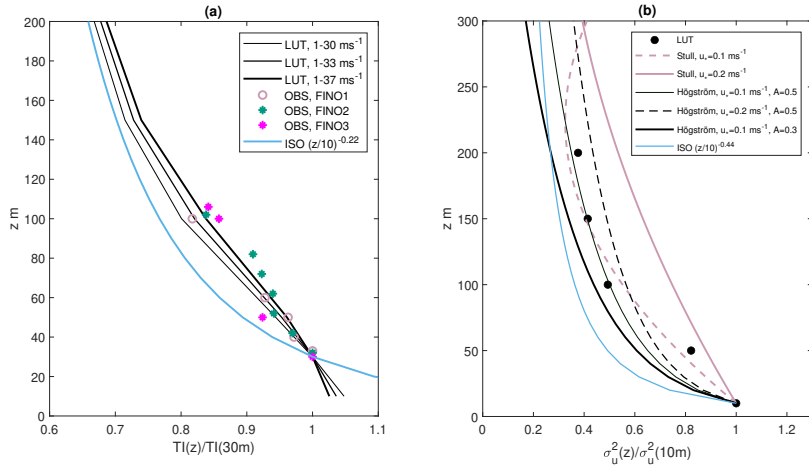 (a)
200
180
160
140
120
100
80
60
40
20
0
z m
0.6 0.7 0.8 0.9 1 1.1
TI(z)/TI(30m)
LUT, 1-30 ms⁻¹
LUT, 1-33 ms⁻¹
LUT, 1-37 ms⁻¹
OBS, FINO1
OBS, FINO2
OBS, FINO3
ISO (z/10)⁻⁰·²²
(b)
300
250
200
150
100
50
0
z m
0 0.2 0.4 0.6 0.8 1 1.2
σ²ᵤ(z)/σ²ᵤ(10m)
LUT
Stull, u*=0.1 ms⁻¹
Stull, u*=0.2 ms⁻¹
Högström, u*=0.1 ms⁻¹, A=0.5
Högström, u*=0.2 ms⁻¹, A=0.5
Högström, u*=0.1 ms⁻¹, A=0.3
ISO (z/10)⁻⁰·⁴⁴